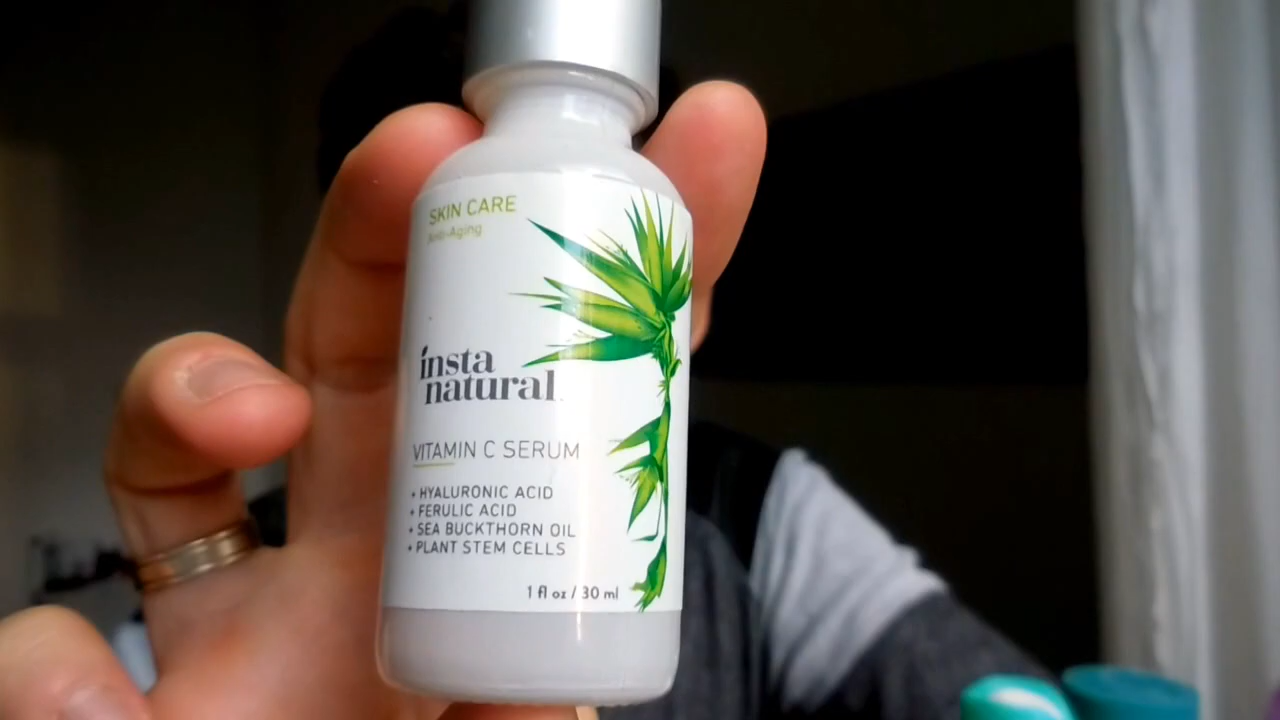 SKIN CARE
Anti-Aging
insta
natural
VITAMIN C SERUM
+ HYALURONIC ACID
+ FERULIC ACID
+ SEA BUCKTHORN OIL
+ PLANT STEM CELLS
1 fl oz / 30 ml